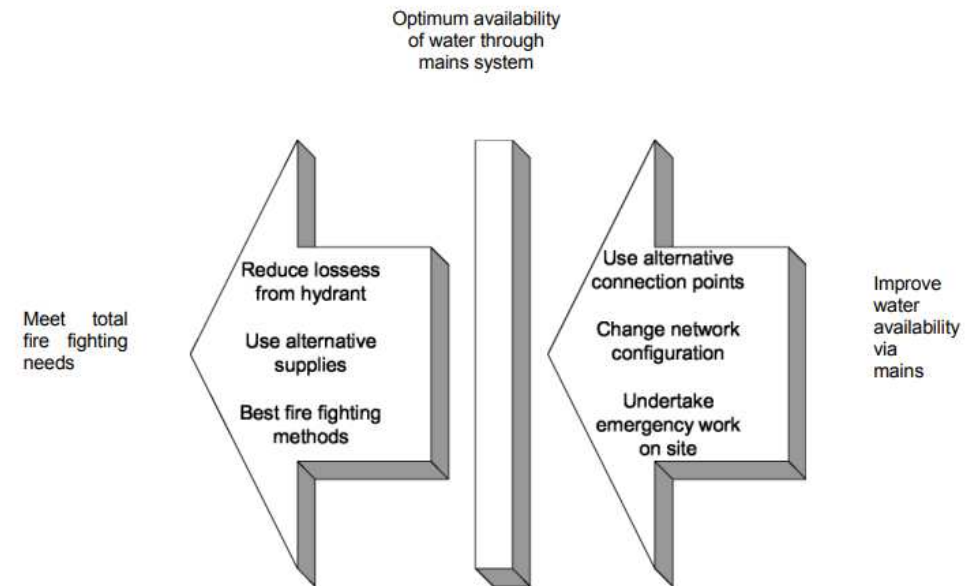 Optimum availability
of water through
mains system
Meet total
fire fighting
needs
Reduce lossess
from hydrant
Use alternative
supplies
Best fire fighting
methods
Use alternative
connection points
Change network
configuration
Undertake
emergency work
on site
Improve
water
availability
via
mains